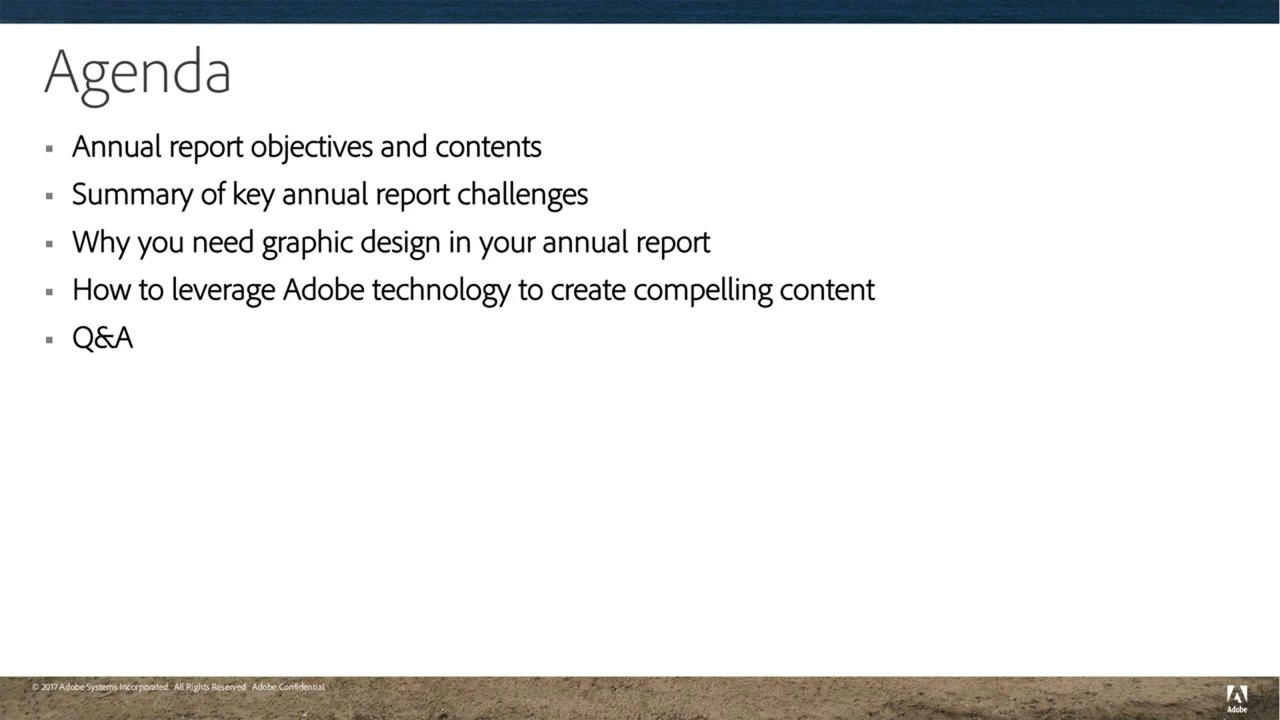 Agenda
▪ Annual report objectives and contents
▪ Summary of key annual report challenges
▪ Why you need graphic design in your annual report
▪ How to leverage Adobe technology to create compelling content
▪ Q&A
© 2017 Adobe Systems Incorporated. All Rights Reserved. Adobe Confidential.
Adobe